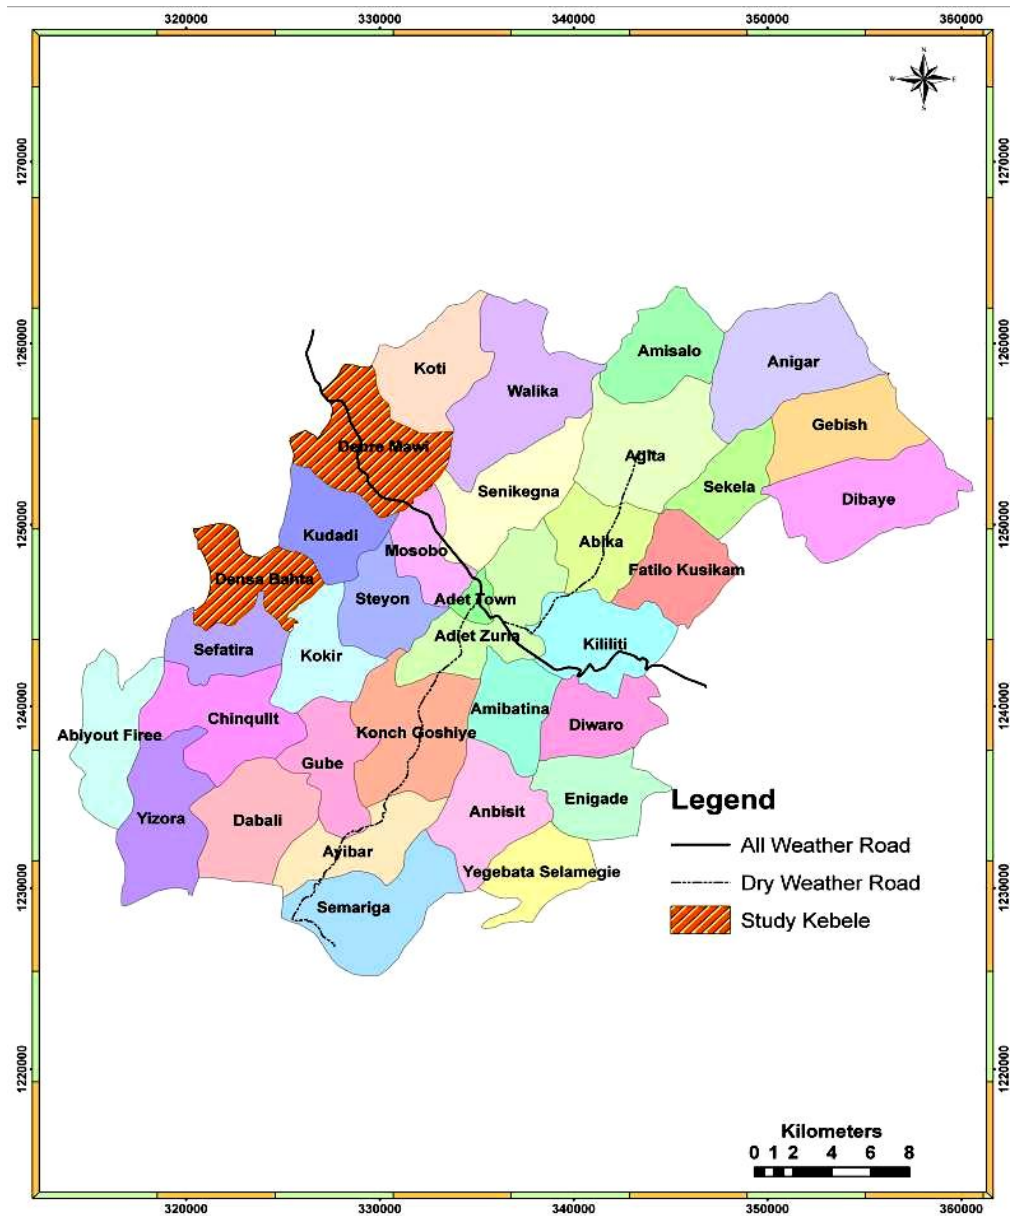 320000 330000 340000 350000 360000
N
W E
S
1270000 1270000
1260000 1260000
1250000 1250000
1240000 1240000
1230000 1230000
1220000 1220000
Amisalo
Anigar
Koti
Walika
Gebish
Debre Mawi
Agita
Senikegna
Sekela
Dibaye
Kudadi
Mosobo
Abika
Fatilo Kusikam
Densa Bahta
Steyon
Adet Town
Adiet Zuria
Kililiti
Sefatira
Kokir
Amibatina
Chinqullt
Diwaro
Abiyout Firee
Konch Goshiye
Gube
Enigade
Anbisit
Yizora
Dabali
Ayibar
Yegebata Selamegie
Semariga
Legend
All Weather Road
Dry Weather Road
Study Kebele
Kilometers
0 1 2 4 6 8
320000 330000 340000 350000 360000